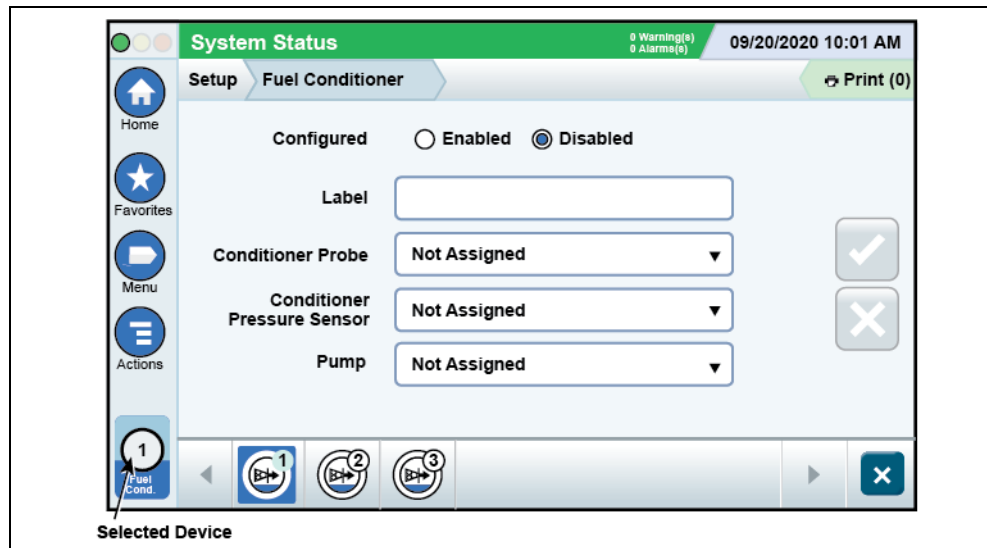 System Status
0 Warning(s)
0 Alarms(s)
09/20/2020 10:01 AM
Setup
Fuel Conditioner
Print (0)
Home
Favorites
Menu
Actions
Configured
Enabled
Disabled
Label
Conditioner Probe
Not Assigned
Conditioner
Pressure Sensor
Not Assigned
Pump
Not Assigned
1
Fuel
Cond.
1
2
3
Selected Device